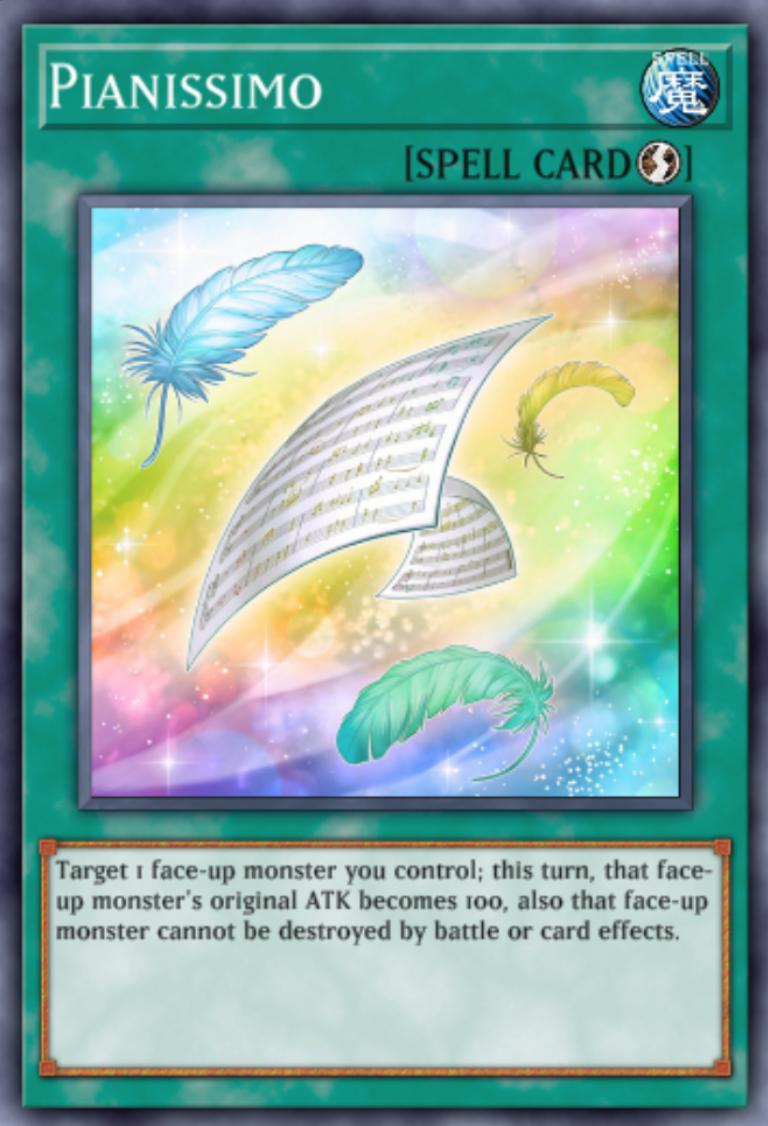 Pianissimo
SPELL
魔
[SPELL CARD]
Target 1 face-up monster you control; this turn, that face-
up monster's original ATK becomes 100, also that face-up
monster cannot be destroyed by battle or card effects.